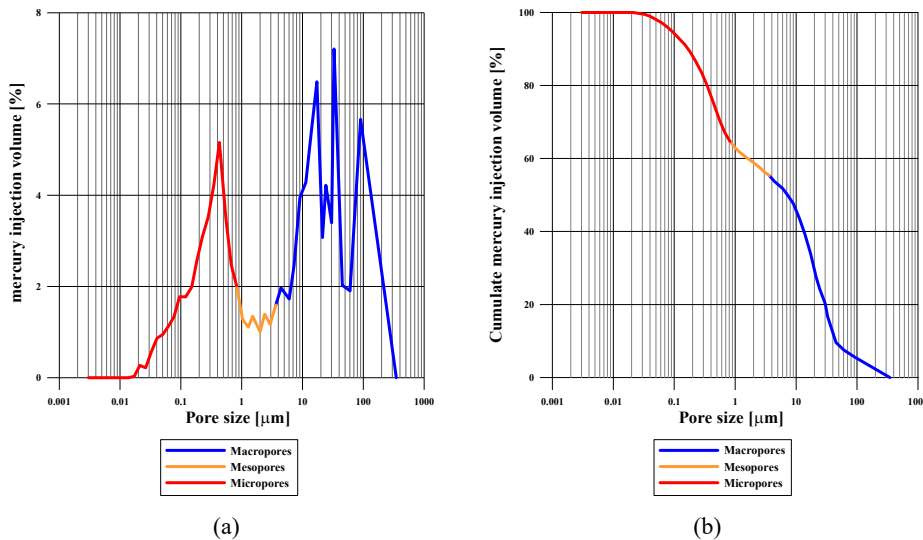 8
6
4
2
0
mercury injection volume [%]
0.001 0.01 0.1 1 10 100 1000
Pore size [μm]
Macropores
Mesopores
Micropores
(a)
100
80
60
40
20
0
Cumulate mercury injection volume [%]
0.001 0.01 0.1 1 10 100 100
Pore size [μm]
Macropores
Mesopores
Micropores
(b)